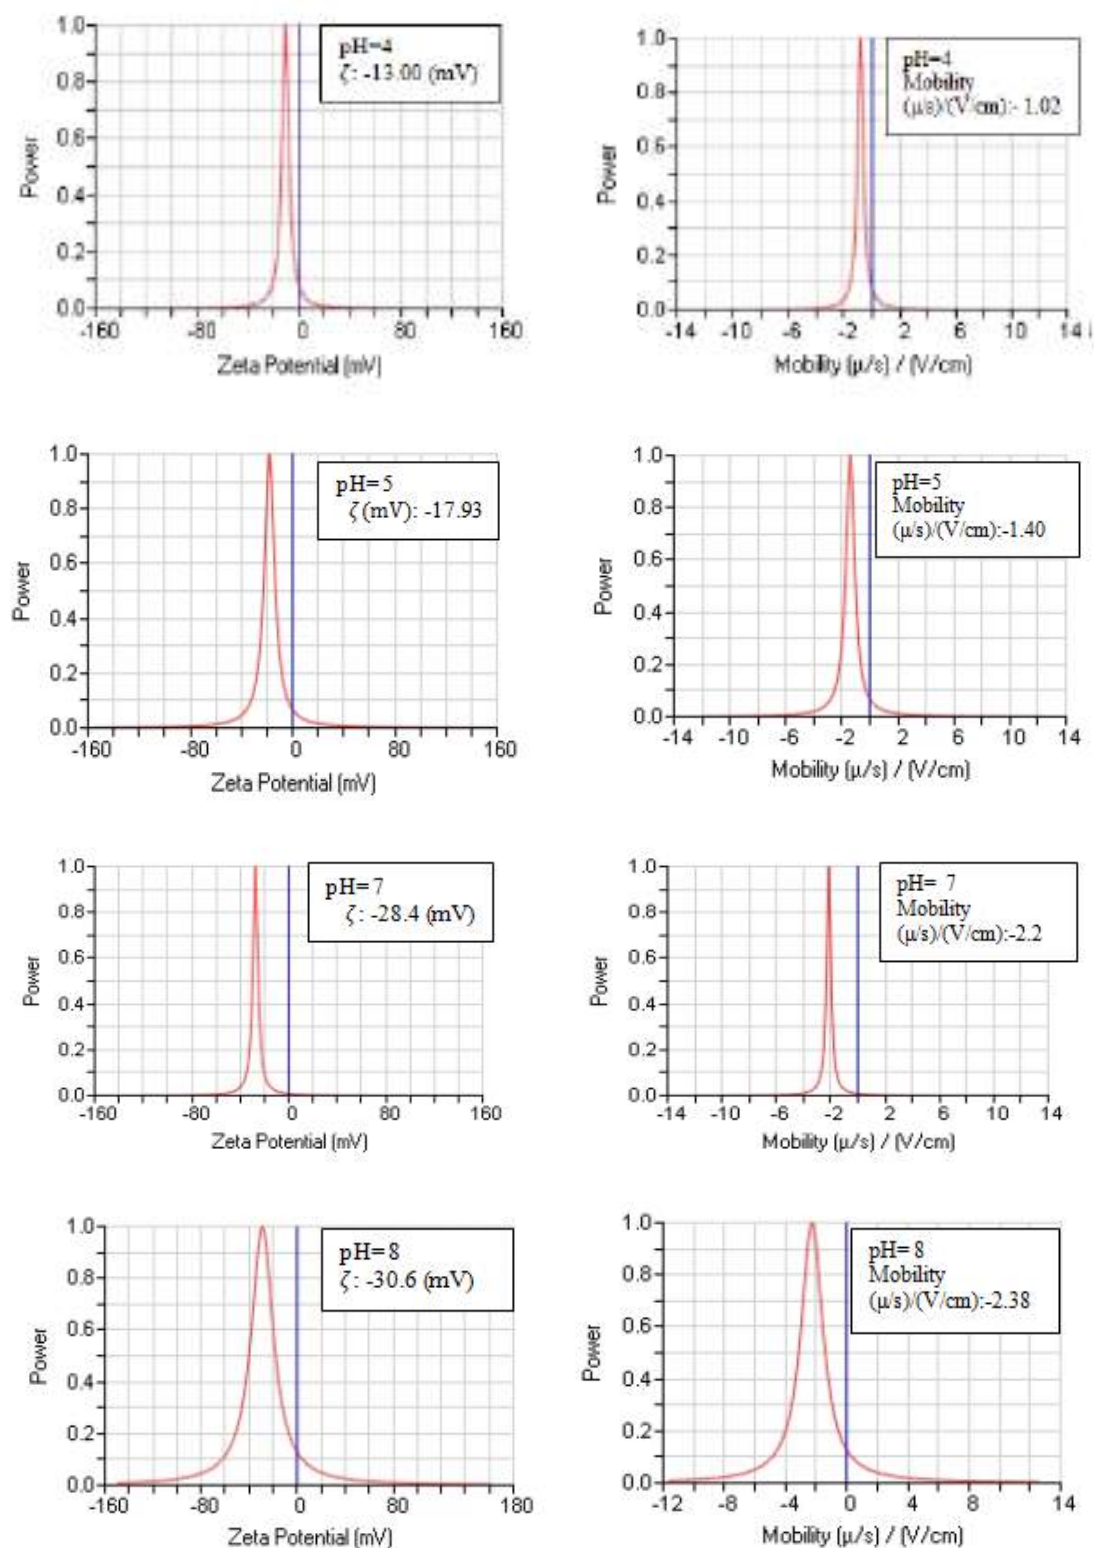 1.0
0.8
0.6
0.4
0.2
0.0
Power
-160
-80
0
80
160
Zeta Potential (mV)
pH=4
ζ: -13.00 (mV)
1.0
0.8
0.6
0.4
0.2
0.0
Power
-14
-10
-6
-2
2
6
10
14
Mobility (µ/s) / (V/cm)
pH=4
Mobility
(µ/s)/(V/cm):- 1.02
1.0
0.8
0.6
0.4
0.2
0.0
Power
-160
-80
0
80
160
Zeta Potential (mV)
pH=5
ζ(mV): -17.93
1.0
0.8
0.6
0.4
0.2
0.0
Power
-14
-10
-6
-2
2
6
10
14
Mobility (µ/s) / (V/cm)
pH=5
Mobility
(µ/s)/(V/cm):-1.40
1.0
0.8
0.6
0.4
0.2
0.0
Power
-160
-80
0
80
160
Zeta Potential (mV)
pH=7
ζ: -28.4 (mV)
1.0
0.8
0.6
0.4
0.2
0.0
Power
-14
-10
-6
-2
2
6
10
14
Mobility (µ/s) / (V/cm)
pH= 7
Mobility
(µ/s)/(V/cm):-2.2
1.0
0.8
0.6
0.4
0.2
0.0
Power
-160
-80
0
80
180
Zeta Potential (mV)
pH=8
ζ: -30.6 (mV)
1.0
0.8
0.6
0.4
0.2
0.0
Power
-12
-8
-4
0
4
8
14
Mobility (µ/s) / (V/cm)
pH=8
Mobility
(µ/s)/(V/cm):-2.38